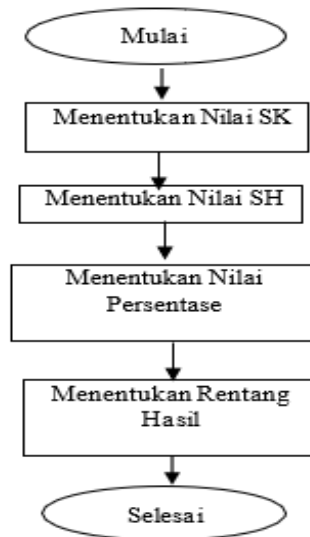 Mulai
Menentukan Nilai SK
Menentukan Nilai SH
Menentukan Nilai
Persentase
Menentukan Rentang
Hasil
Selesai